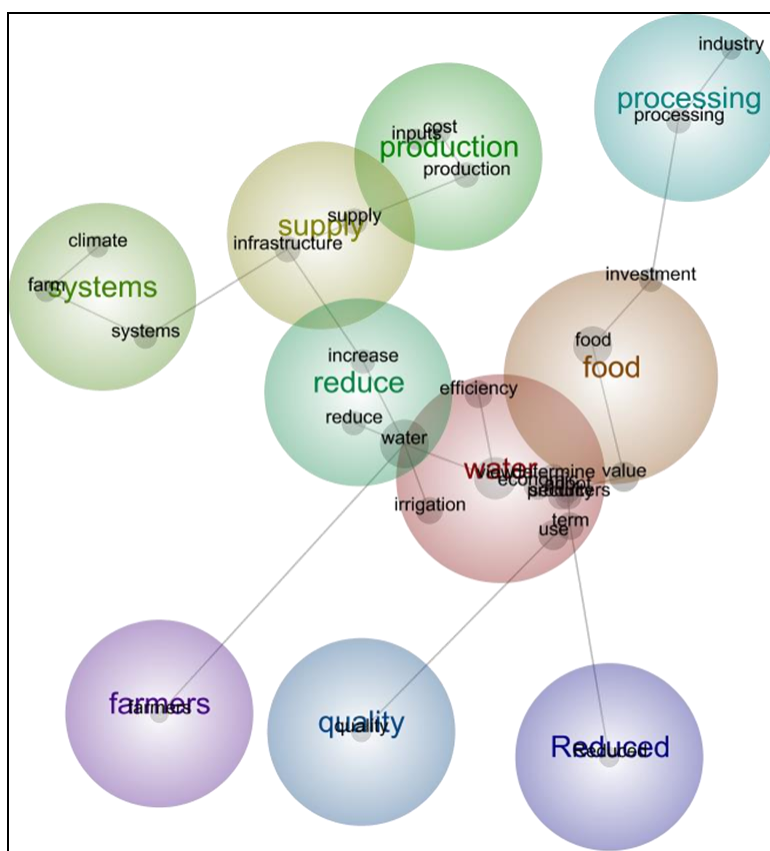 industry
processing
processing
cost
inputs
production
production
supply
supply
infrastructure
climate
farm
systems
systems
investment
food
food
value
increase
reduce
reduce
efficiency
water
water
determine
irrigation
term
use
farmers
farmers
quality
quality
Reduced
Reduced